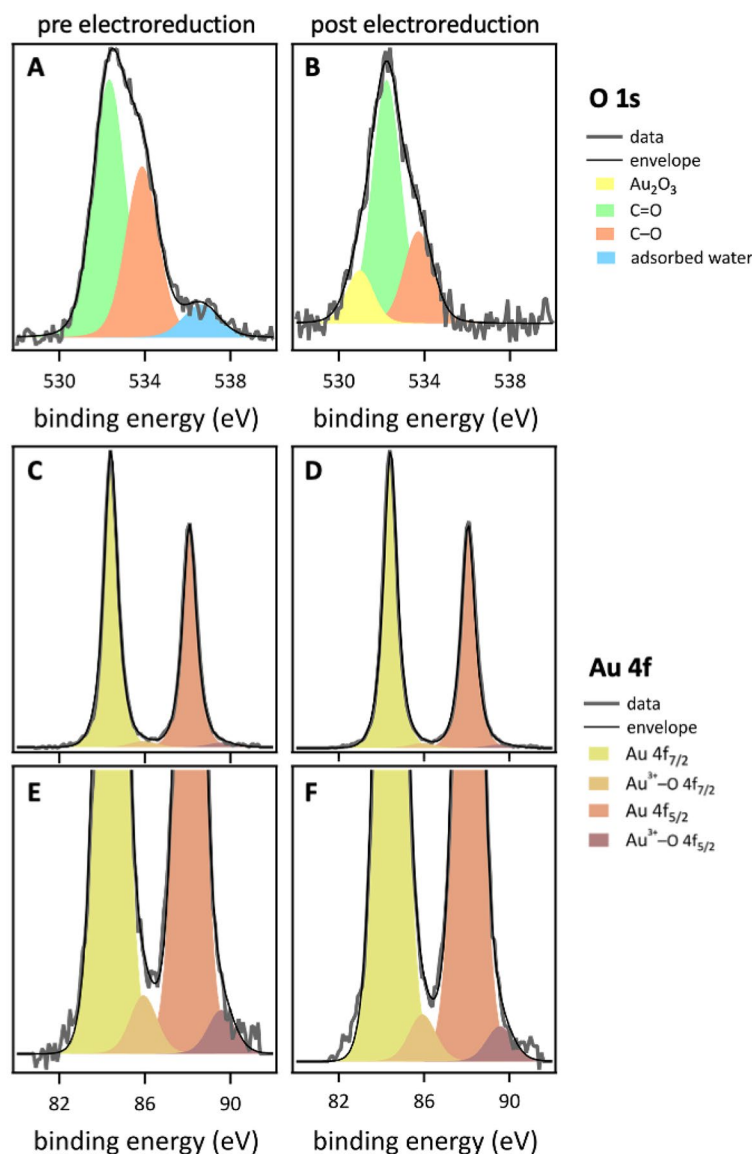 pre electroreduction
post electroreduction
A
B
O 1s
data
envelope
Au₂O₃
C=O
C–O
adsorbed water
530 534 538
530 534 538
binding energy (eV)
binding energy (eV)
C
D
Au 4f
data
envelope
Au 4f₇/₂
Au³⁺–O 4f₇/₂
Au 4f₅/₂
Au³⁺–O 4f₅/₂
E
F
82 86 90
82 86 90
binding energy (eV)
binding energy (eV)